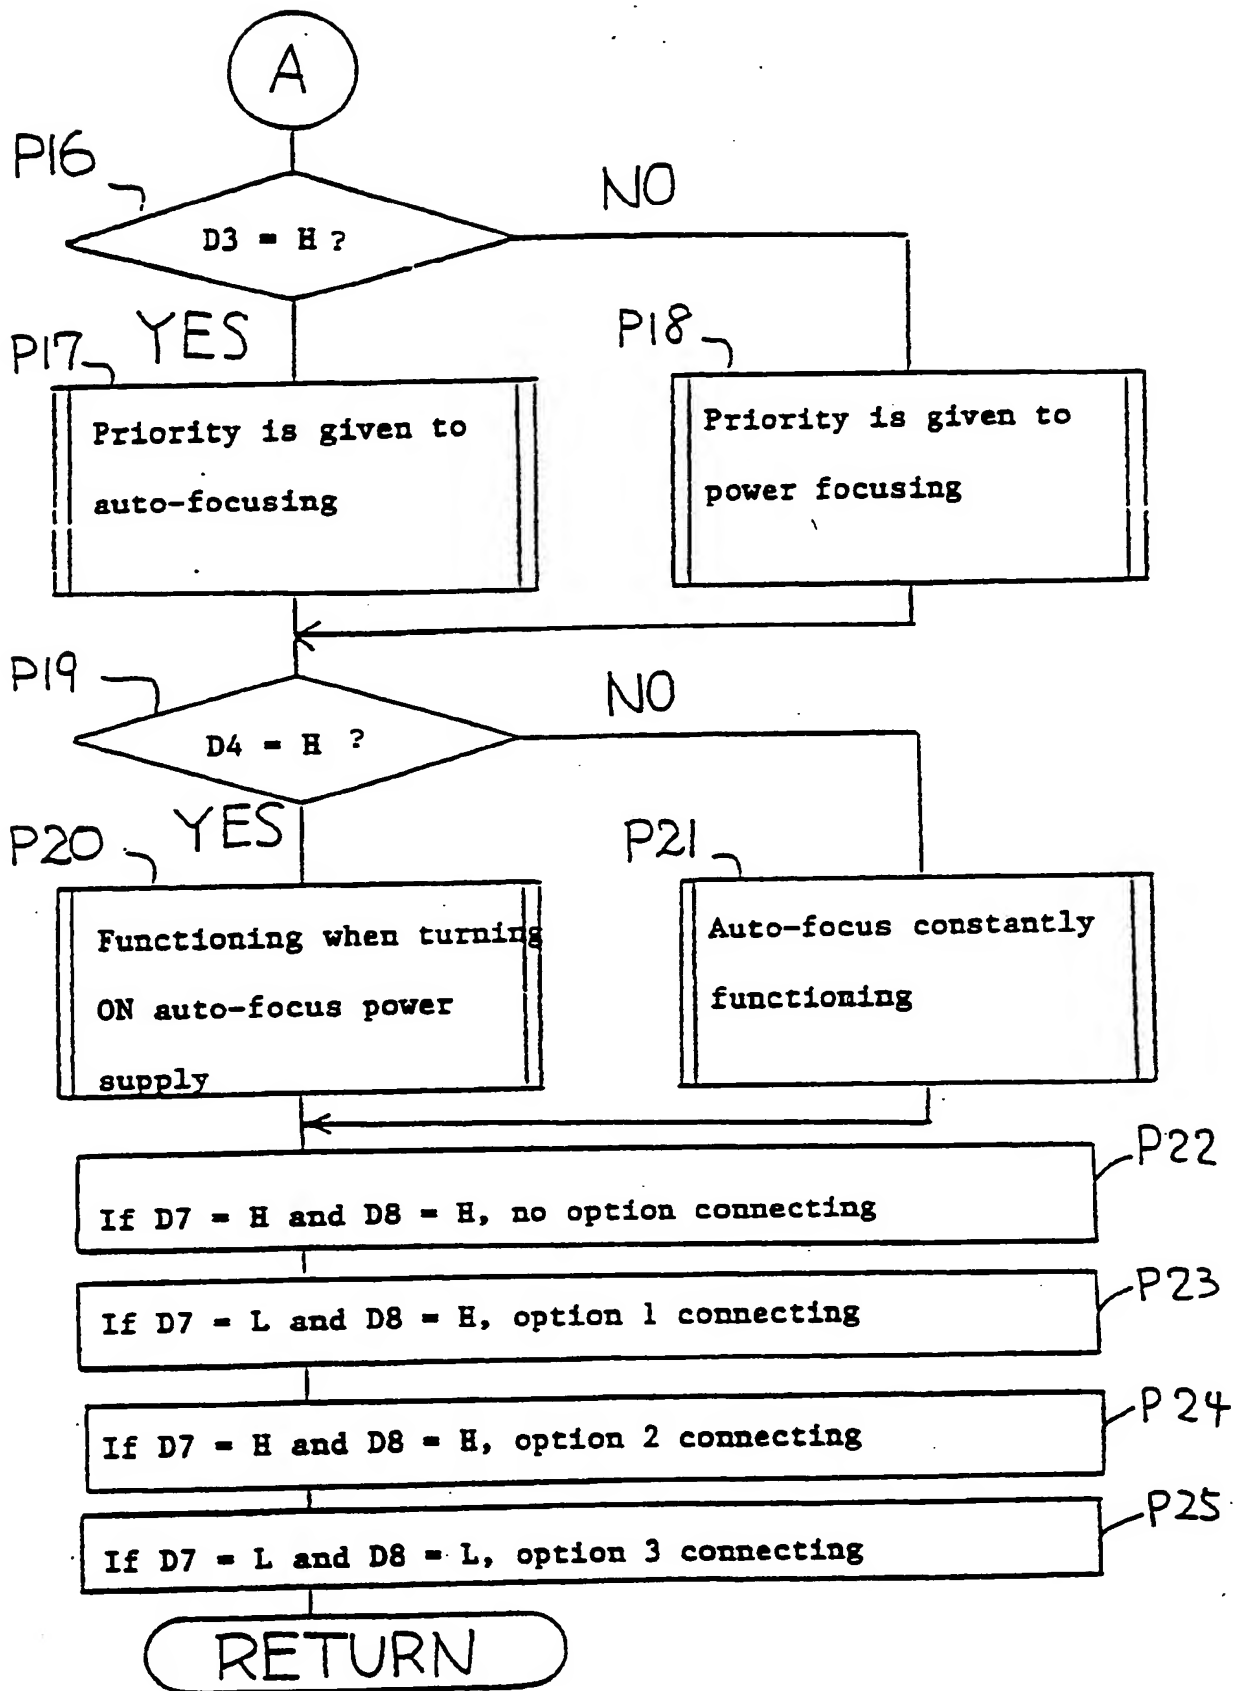 A
P16
NO
D3 = H ?
YES
P17
P18
Priority is given to
auto-focusing
Priority is given to
power focusing
P19
NO
D4 = H ?
YES
P20
P21
Functioning when turning
ON auto-focus power
supply
Auto-focus constantly
functioning
P22
If D7 = H and D8 = H, no option connecting
P23
If D7 = L and D8 = H, option 1 connecting
P24
If D7 = H and D8 = H, option 2 connecting
P25
If D7 = L and D8 = L, option 3 connecting
RETURN